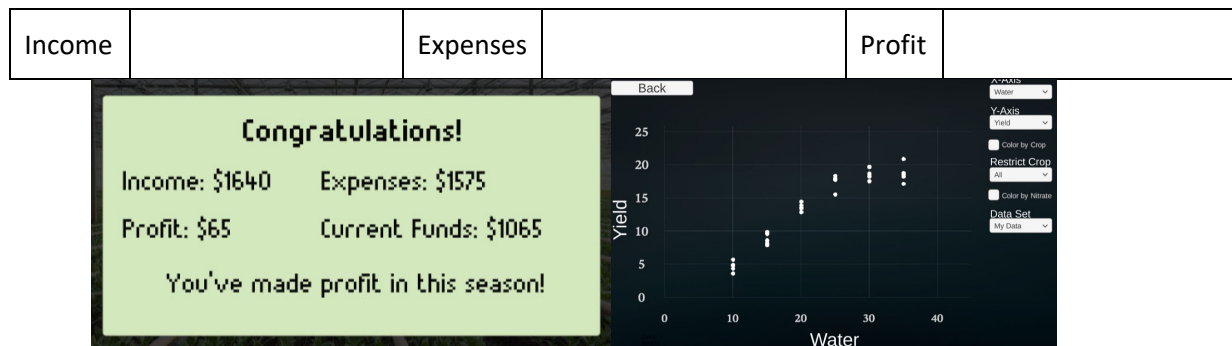 Income Expenses Profit
Congratulations!
Income: $1640 Expenses: $1575
Profit: $65 Current Funds: $1065
You've made profit in this season!
Back
25
20
15
10
5
0
Yield
0 10 20 30 40
Water
X-Axis
Water
Y-Axis
Yield
Color by Crop
Restrict Crop
All
Color by Nitrate
Data Set
My Data